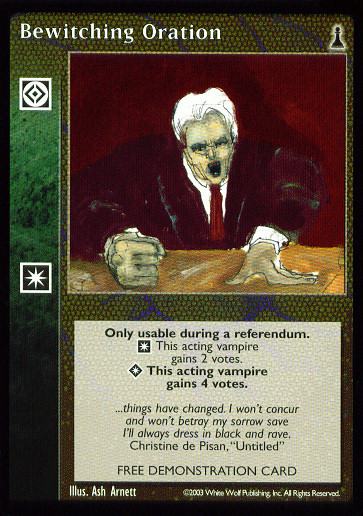 Bewitching Oration
Only usable during a referendum.
This acting vampire
gains 2 votes.
This acting vampire
gains 4 votes.
...things have changed. I won't concur
and won't betray my sorrow save
I'll always dress in black and rave.
Christine de Pisan, "Untitled"
FREE DEMONSTRATION CARD
Illus. Ash Arnett
©2003 White Wolf Publishing, Inc. All Rights Reserved.